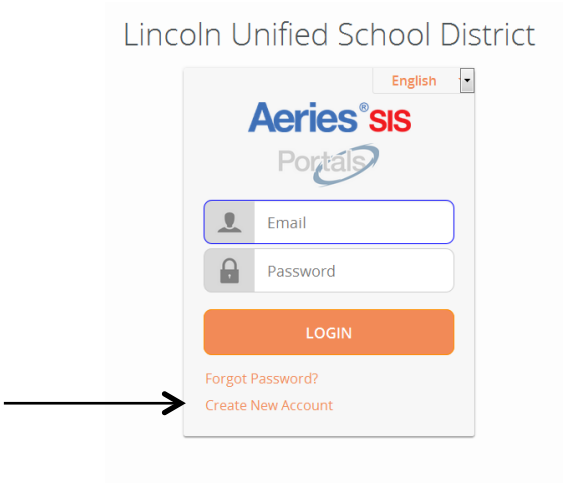 Lincoln Unified School District
English
Aeries® SIS
Portals
Email
Password
LOGIN
Forgot Password?
Create New Account